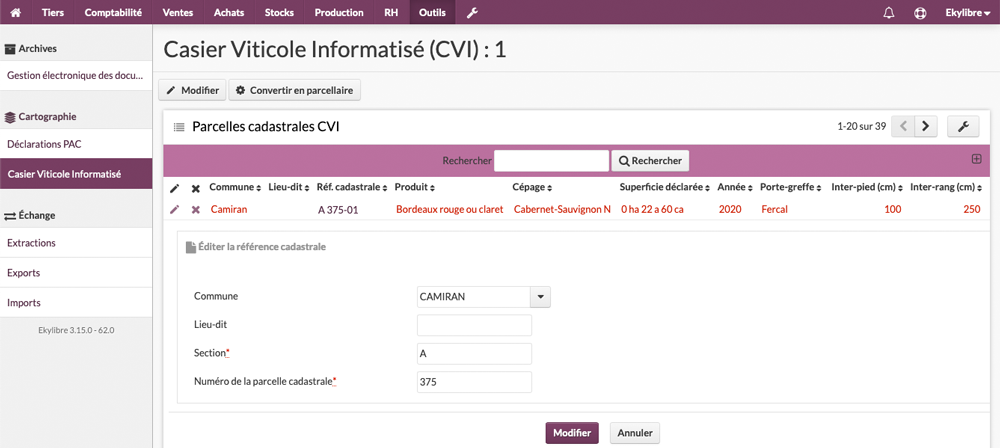 Tiers Comptabilité Ventes Achats Stocks Production RH Outils Ekylibre
Archives
Gestion électronique des docu...
Cartographie
Déclarations PAC
Casier Viticole Informatisé
Échange
Extractions
Exports
Imports
Ekylibre 3.15.0 - 62.0
Casier Viticole Informatisé (CVI) : 1
Modifier Convertir en parcellaire
Parcelles cadastrales CVI 1-20 sur 39
Rechercher Rechercher
Commune Lieu-dit Réf. cadastrale Produit Cépage Superficie déclarée Année Porte-greffe Inter-pied (cm) Inter-rang (cm)
Camiran A 375-01 Bordeaux rouge ou claret Cabernet-Sauvignon N 0 ha 22 a 60 ca 2020 Fercal 100 250
Éditer la référence cadastrale
Commune CAMIRAN
Lieu-dit
Section* A
Numéro de la parcelle cadastrale* 375
Modifier Annuler